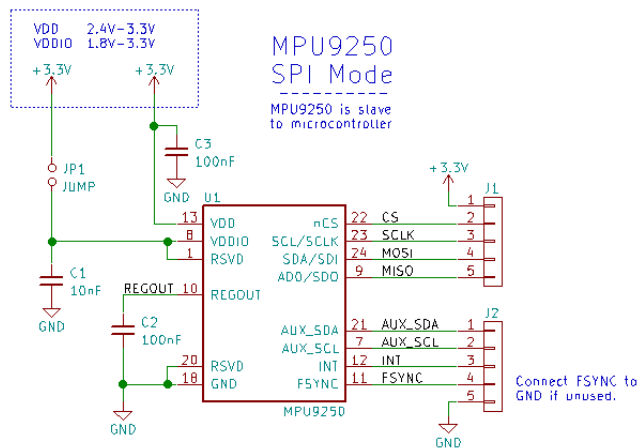 VDD 2.4V-3.3V
VDDIO 1.8V-3.3V
+3.3V
+3.3V
MPU9250
SPI Mode
MPU9250 is slave
to microcontroller
C3
100nF
GND
JP1
JUMP
+3.3V
J1
U1
13 VDD
8 VDDIO
1 RSVD
10 REGOUT
20 RSVD
18 GND
nCS 22 CS 2
SCL/SCLK 23 SCLK 3
SDA/SDI 24 MOSI 4
AD0/SDO 9 MISO 5
1
C1
10nF
GND
REGOUT
C2
100nF
GND
J2
AUX_SDA 21 AUX_SDA 1
AUX_SCL 7 AUX_SCL 2
INT 12 INT 3
FSYNC 11 FSYNC 4
5
MPU9250
GND
Connect FSYNC to
GND if unused.